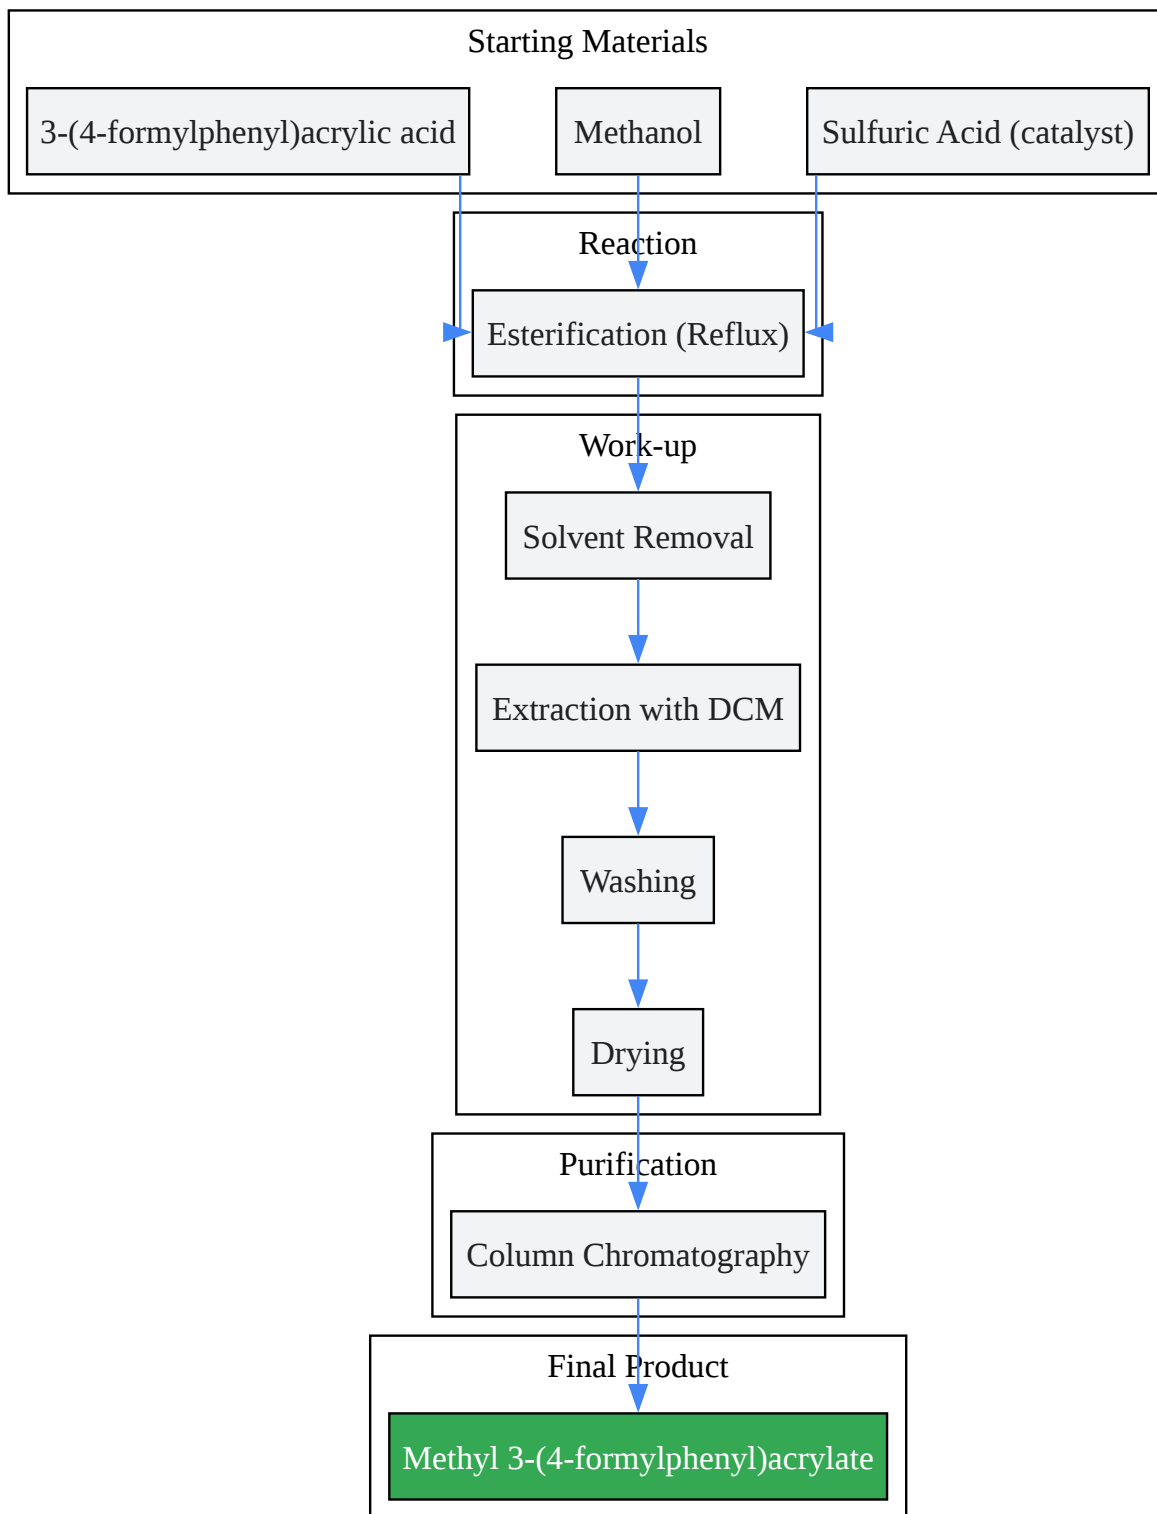 Starting Materials
3-(4-formylphenyl)acrylic acid
Methanol
Sulfuric Acid (catalyst)
Reaction
Esterification (Reflux)
Work-up
Solvent Removal
Extraction with DCM
Washing
Drying
Purification
Column Chromatography
Final Product
Methyl 3-(4-formylphenyl)acrylate